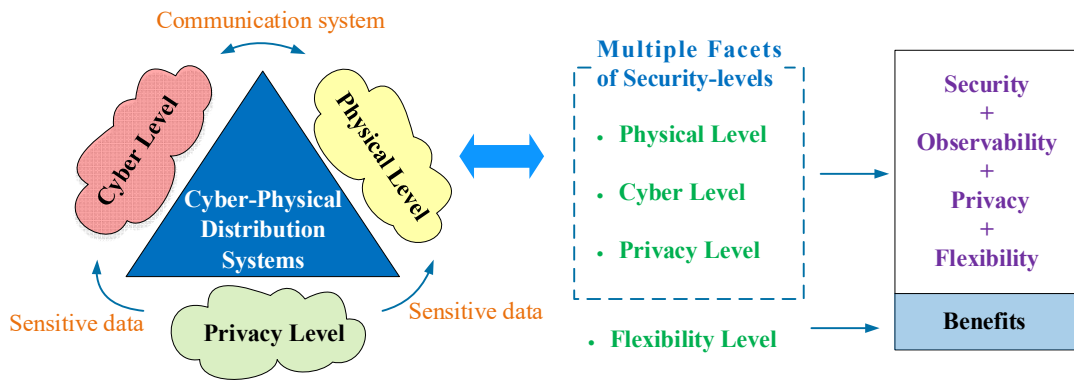 Communication system
Cyber Level
Physical Level
Cyber-Physical
Distribution
Systems
Sensitive data
Privacy Level
Sensitive data
Multiple Facets
of Security-levels
• Physical Level
• Cyber Level
• Privacy Level
• Flexibility Level
Security
+
Observability
+
Privacy
+
Flexibility
Benefits